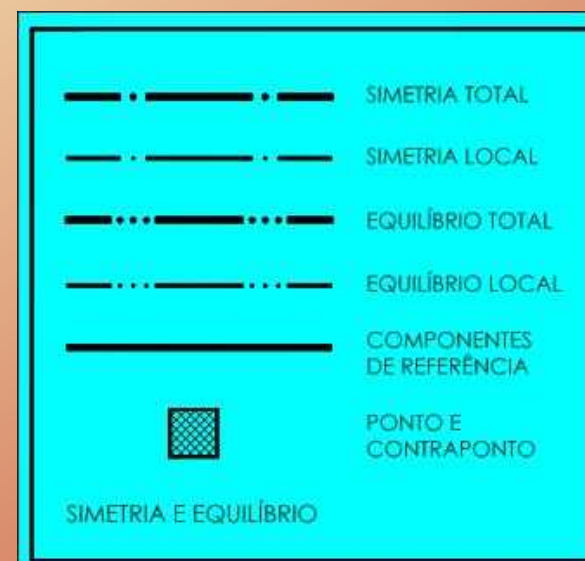 SIMETRIA TOTAL
SIMETRIA LOCAL
EQUILÍBRIO TOTAL
EQUILÍBRIO LOCAL
COMPONENTES
DE REFERÊNCIA
PONTO E
CONTRAPONTO
SIMETRIA E EQUILÍBRIO